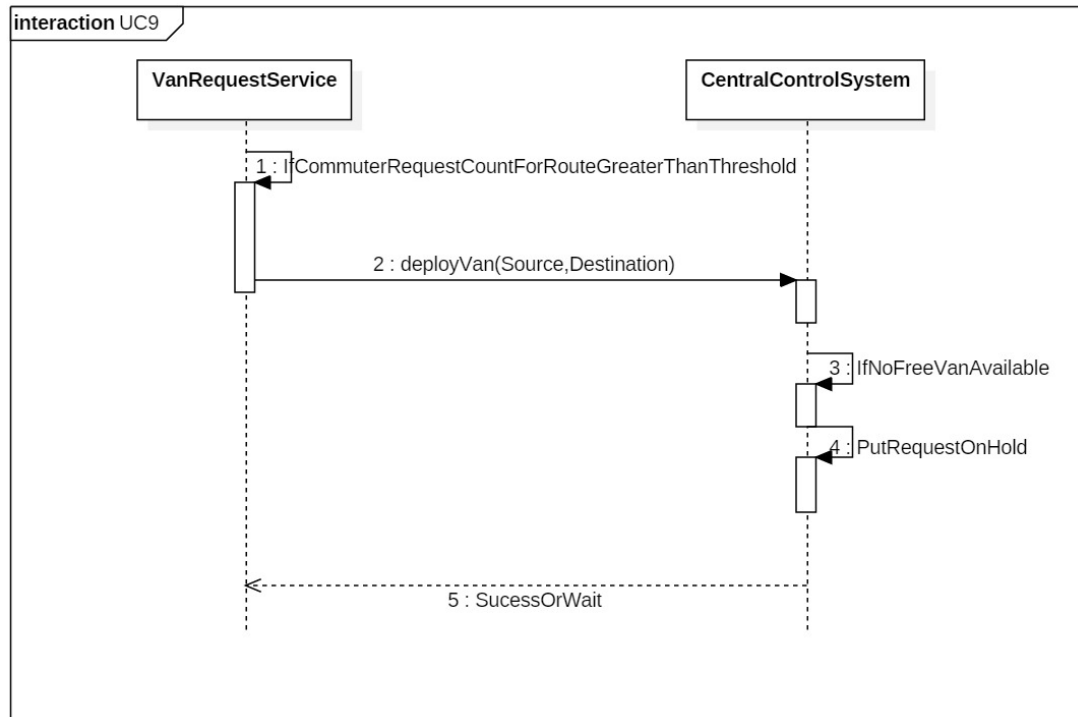 interaction UC9
VanRequestService
CentralControlSystem
1 : IfCommuterRequestCountForRouteGreaterThanThreshold
2 : deployVan(Source,Destination)
3 : IfNoFreeVanAvailable
4 : PutRequestOnHold
5 : SucessOrWait